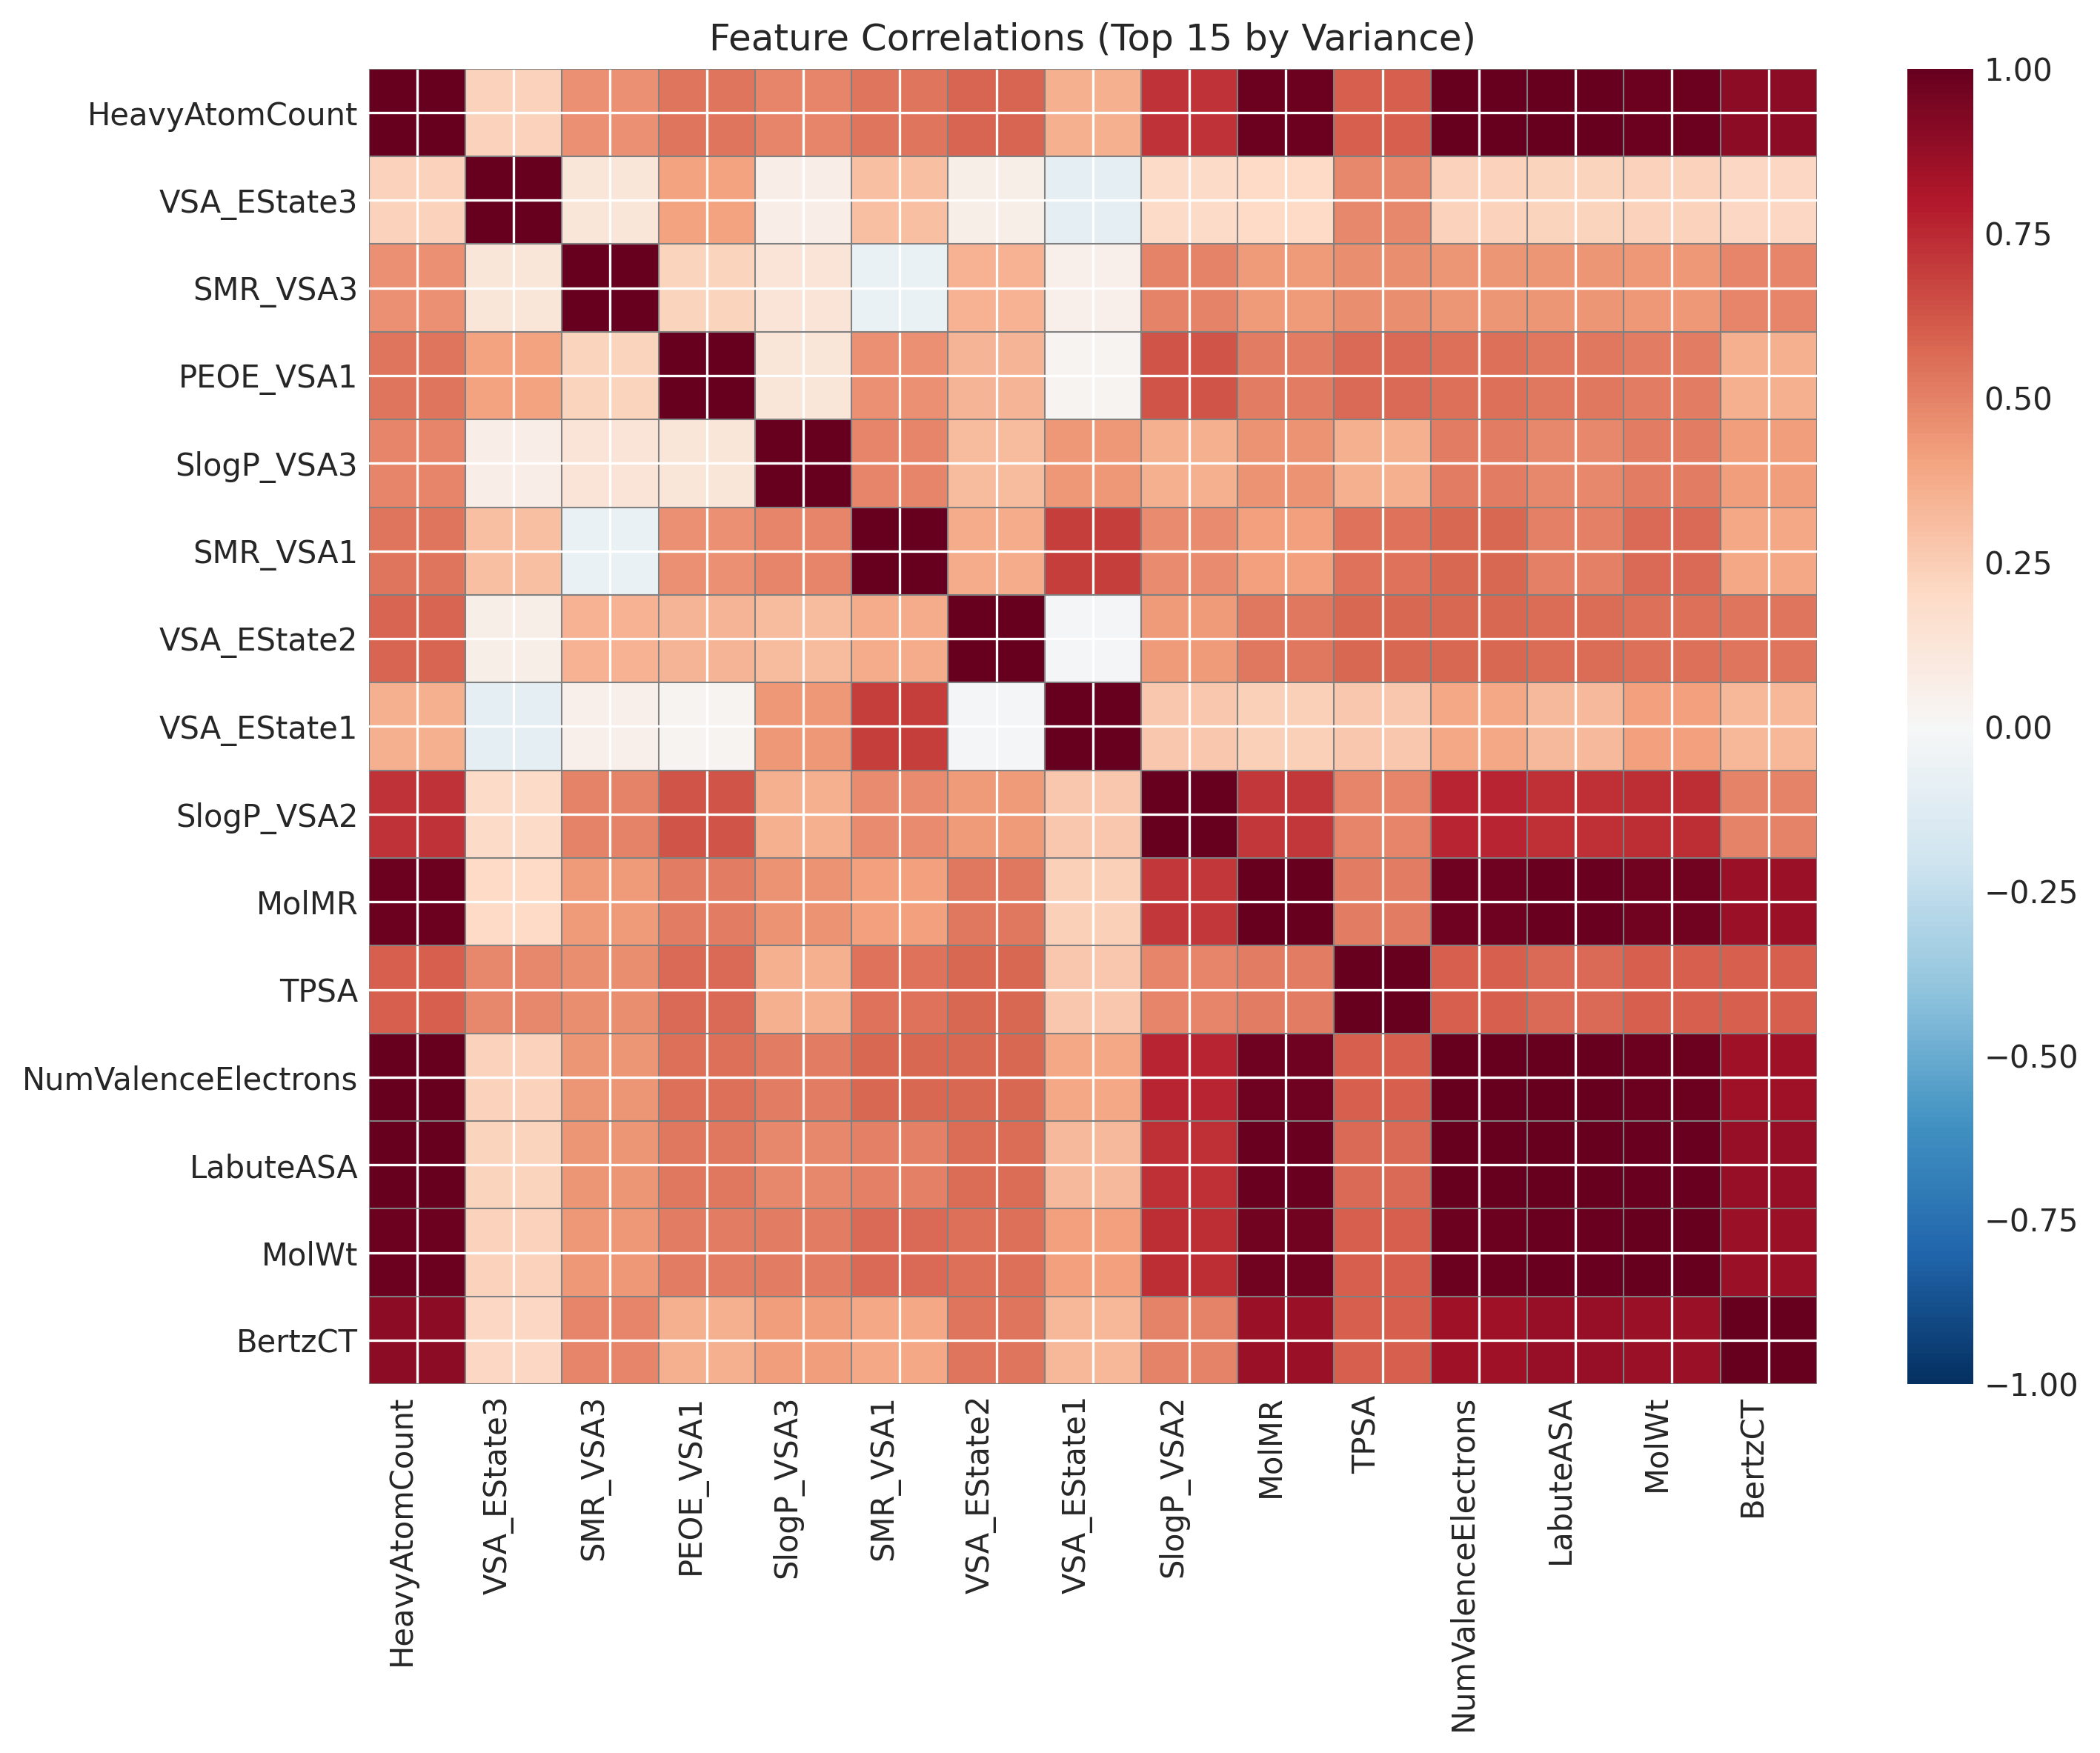 Feature Correlations (Top 15 by Variance)
HeavyAtomCount
VSA_EState3
SMR_VSA3
PEOE_VSA1
SlogP_VSA3
SMR_VSA1
VSA_EState2
VSA_EState1
SlogP_VSA2
MolMR
TPSA
NumValenceElectrons
LabuteASA
MolWt
BertzCT
HeavyAtomCount
VSA_EState3
SMR_VSA3
PEOE_VSA1
SlogP_VSA3
SMR_VSA1
VSA_EState2
VSA_EState1
SlogP_VSA2
MolMR
TPSA
NumValenceElectrons
LabuteASA
MolWt
BertzCT
1.00
0.75
0.50
0.25
0.00
−0.25
−0.50
−0.75
−1.00